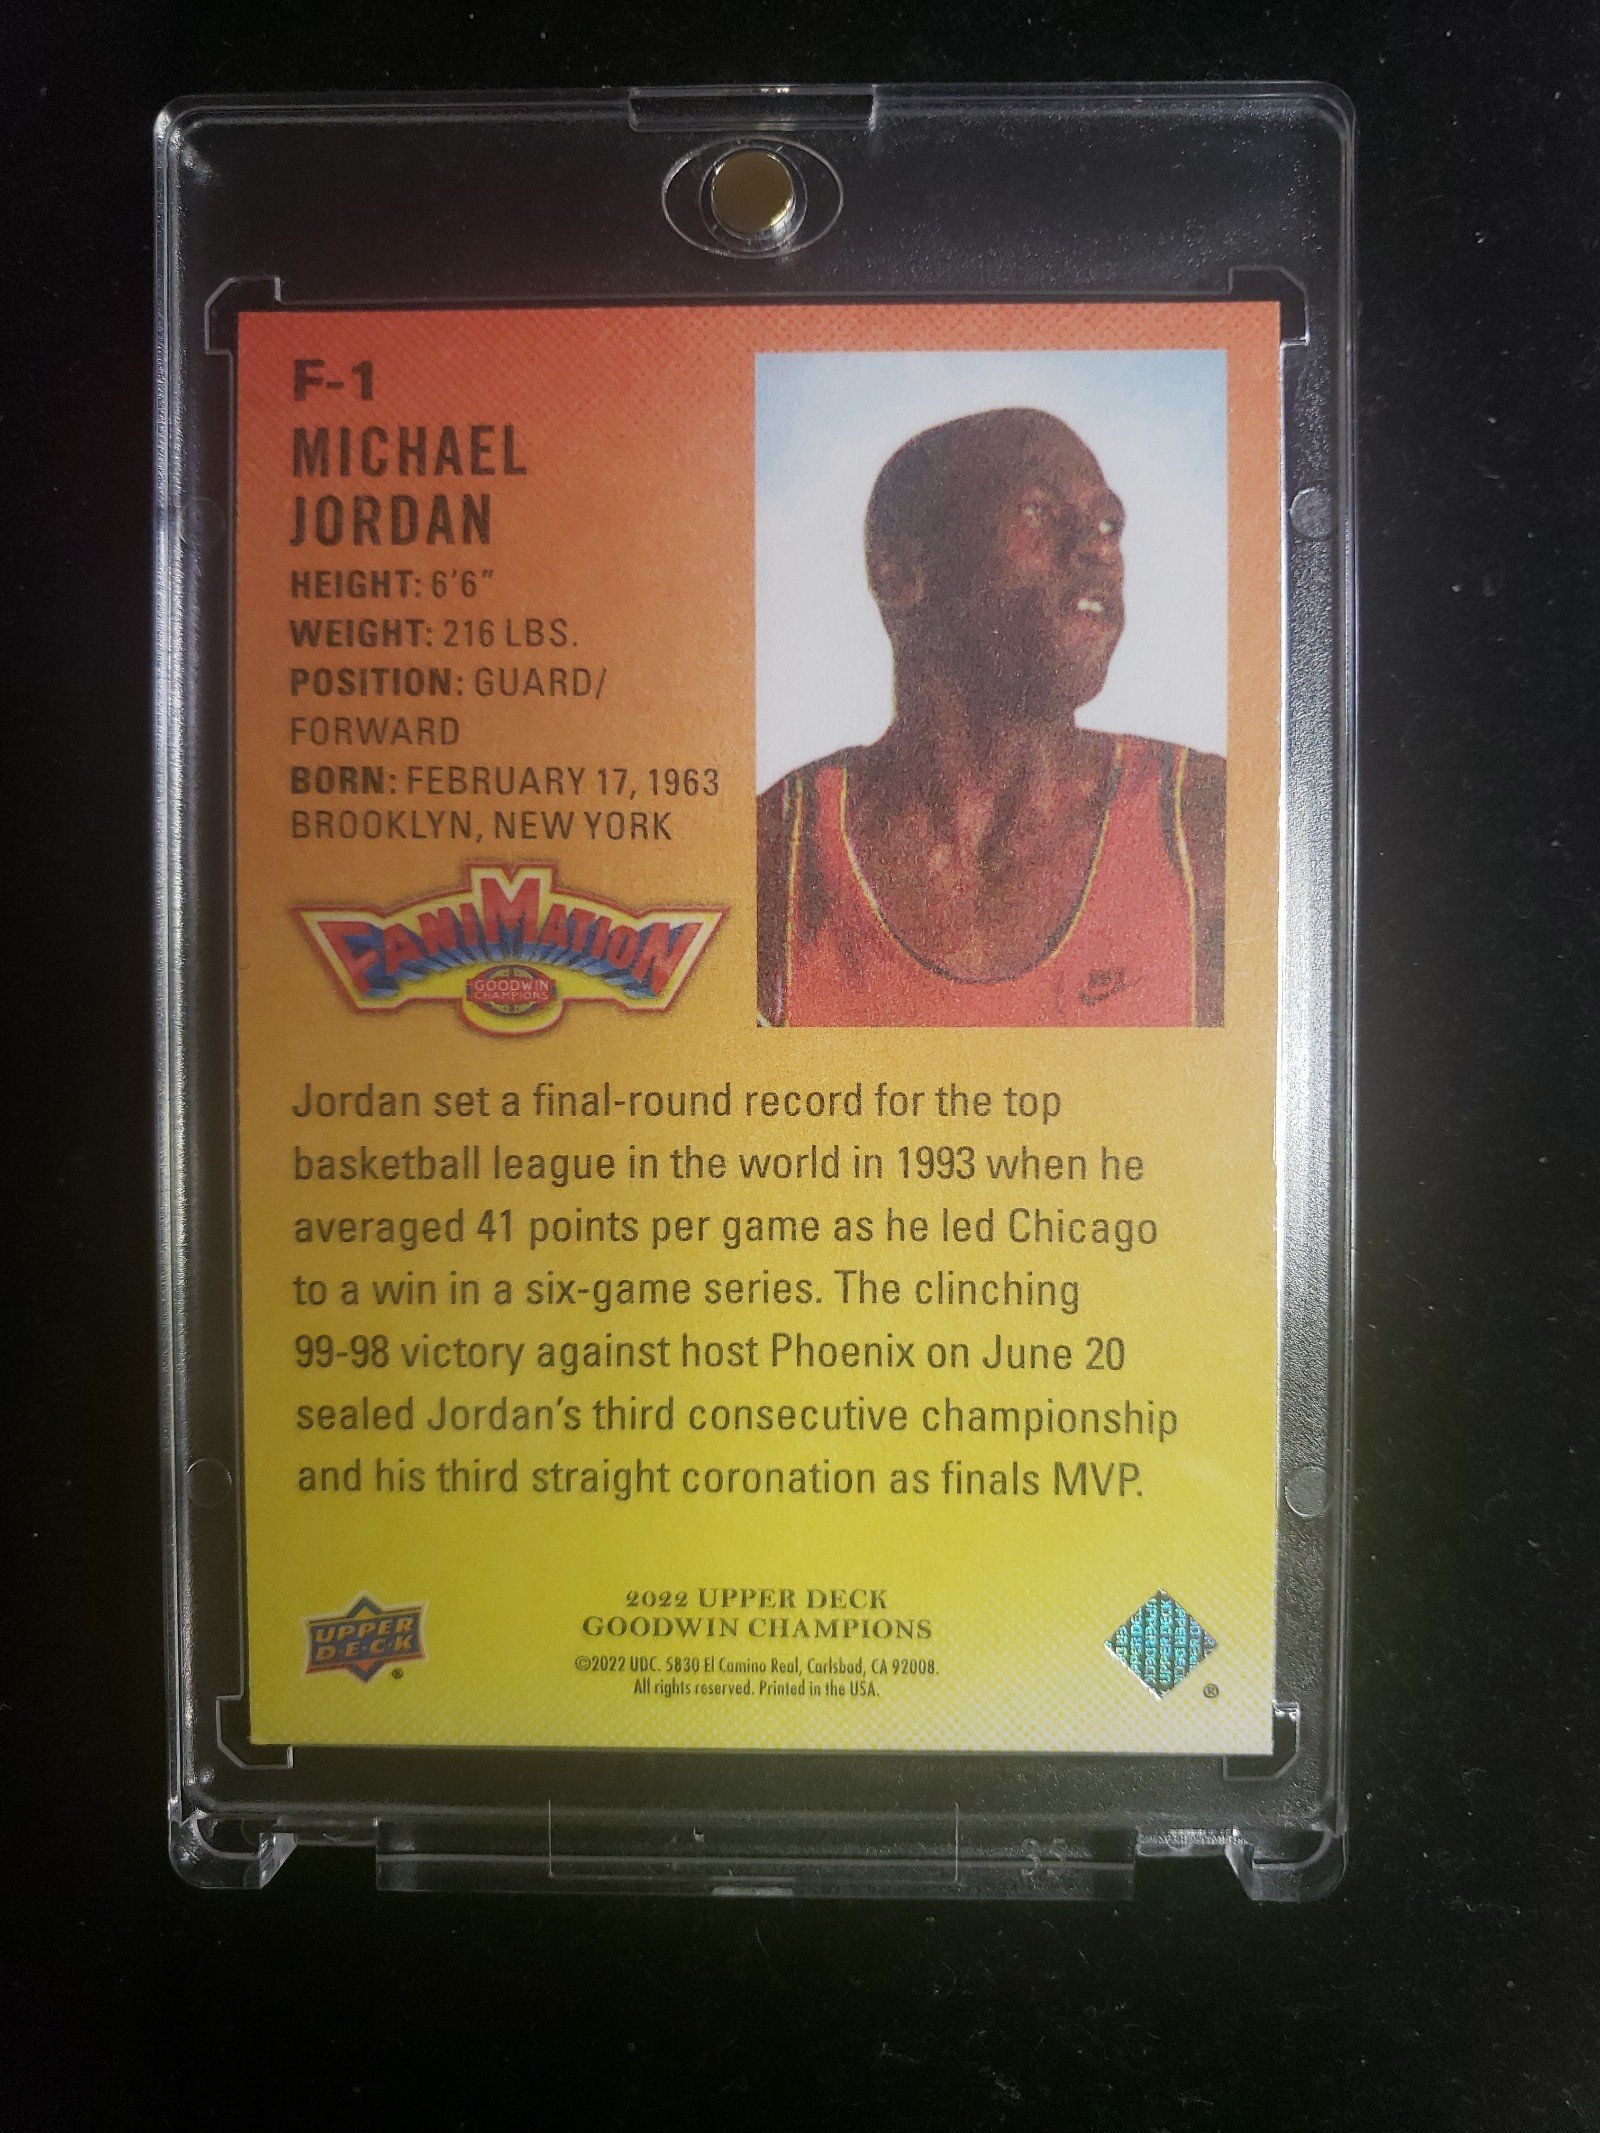 F-1
MICHAEL
JORDAN
HEIGHT: 6'6"
WEIGHT: 216 LBS.
POSITION: GUARD/
FORWARD
BORN: FEBRUARY 17, 1963
BROOKLYN, NEW YORK
FANIMATION
GOODWIN
CHAMPIONS
Jordan set a final-round record for the top
basketball league in the world in 1993 when he
averaged 41 points per game as he led Chicago
to a win in a six-game series. The clinching
99-98 victory against host Phoenix on June 20
sealed Jordan's third consecutive championship
and his third straight coronation as finals MVP.
UPPER
DECK
®
2022 UPPER DECK
GOODWIN CHAMPIONS
©2022 UDC. 5830 El Camino Real, Carlsbad, CA 92008.
All rights reserved. Printed in the USA.
UPPER DECK
®
35